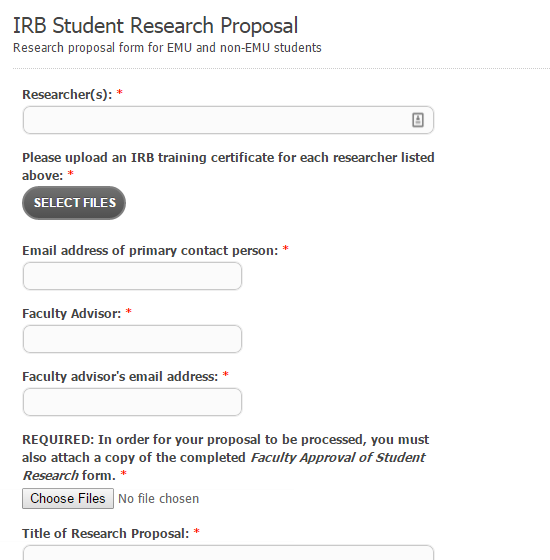 IRB Student Research Proposal
Research proposal form for EMU and non-EMU students
Researcher(s): *
Please upload an IRB training certificate for each researcher listed
above: *
SELECT FILES
Email address of primary contact person: *
Faculty Advisor: *
Faculty advisor's email address: *
REQUIRED: In order for your proposal to be processed, you must
also attach a copy of the completed Faculty Approval of Student
Research form. *
Choose Files No file chosen
Title of Research Proposal: *